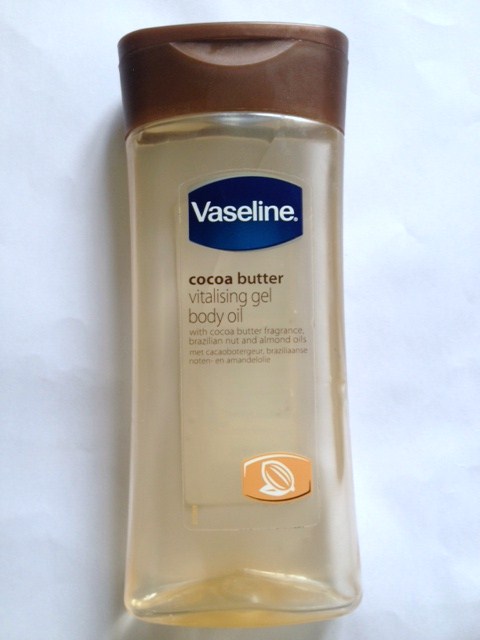 Vaseline.
cocoa butter
vitalising gel
body oil
with cocoa butter fragrance,
brazilian nut and almond oils
met cacaobotergeur, braziliaanse
noten- en amandelolie